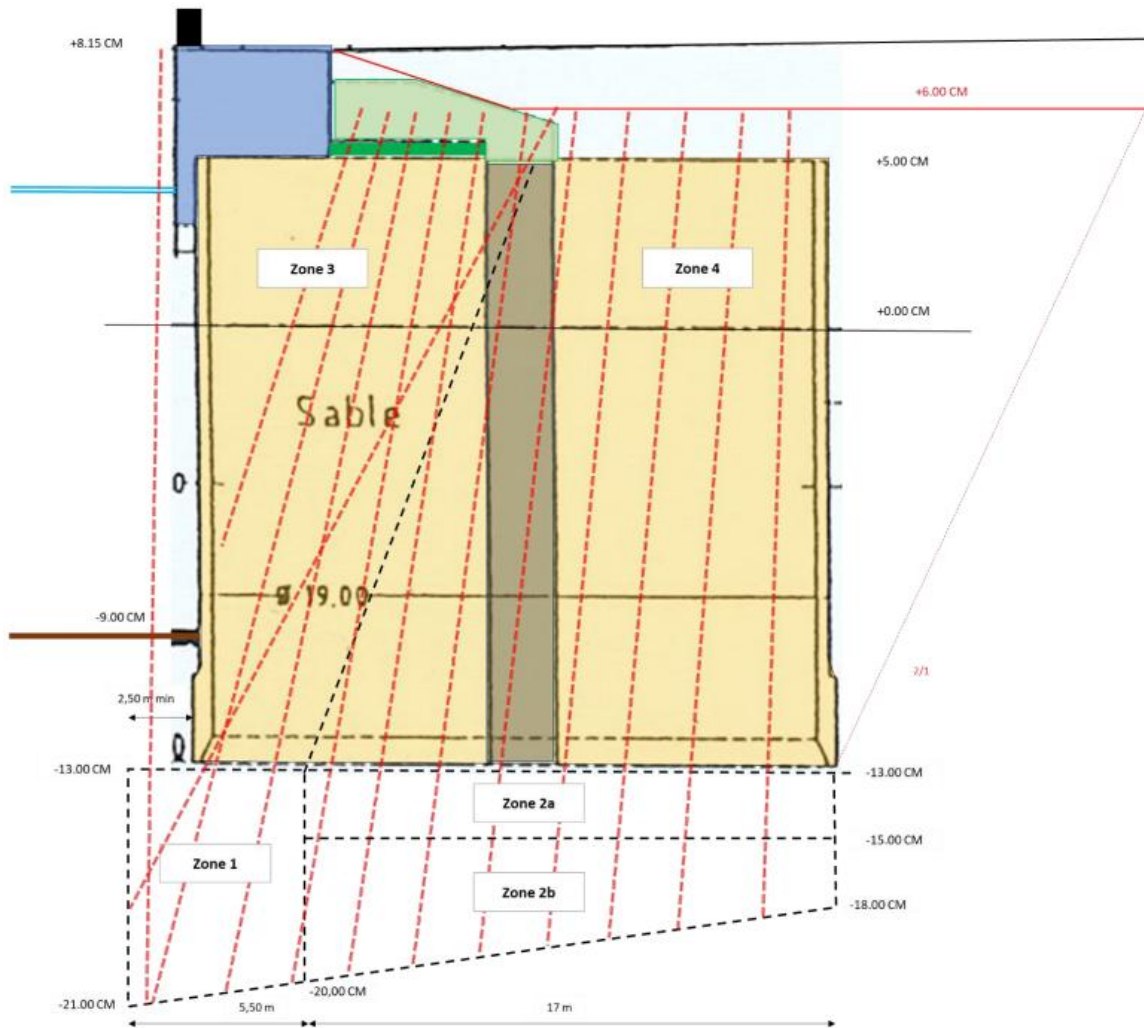 +8.15 CM
+6.00 CM
+5.00 CM
Zone 3
Zone 4
+0.00 CM
Sable
0
19.00
-9.00 CM
2/1
2,50 m min
0
-13.00 CM
-13.00 CM
Zone 2a
-15.00 CM
Zone 1
Zone 2b
-18.00 CM
-20,00 CM
-21.00 CM
5,50 m
17 m